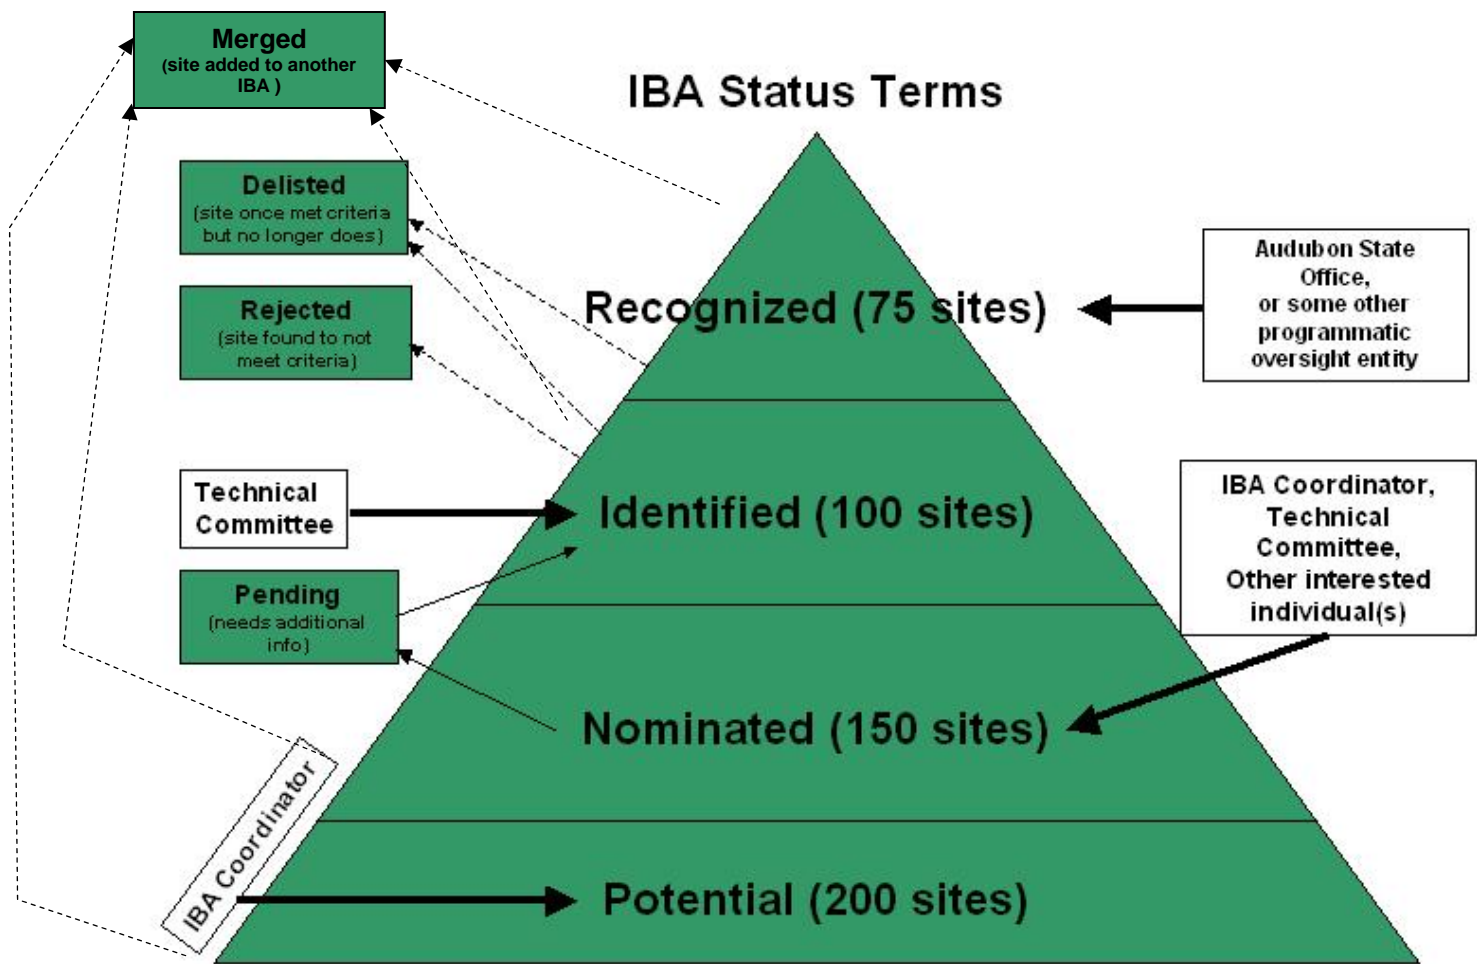 Merged
(site added to another
IBA )
IBA Status Terms
Delisted
(site once met criteria
but no longer does)
Rejected
(site found to not
meet criteria)
Recognized (75 sites)
Audubon State
Office,
or some other
programmatic
oversight entity
Technical
Committee
Identified (100 sites)
IBA Coordinator,
Technical
Committee,
Other interested
individual(s)
Pending
(needs additional
info)
Nominated (150 sites)
IBA Coordinator
Potential (200 sites)